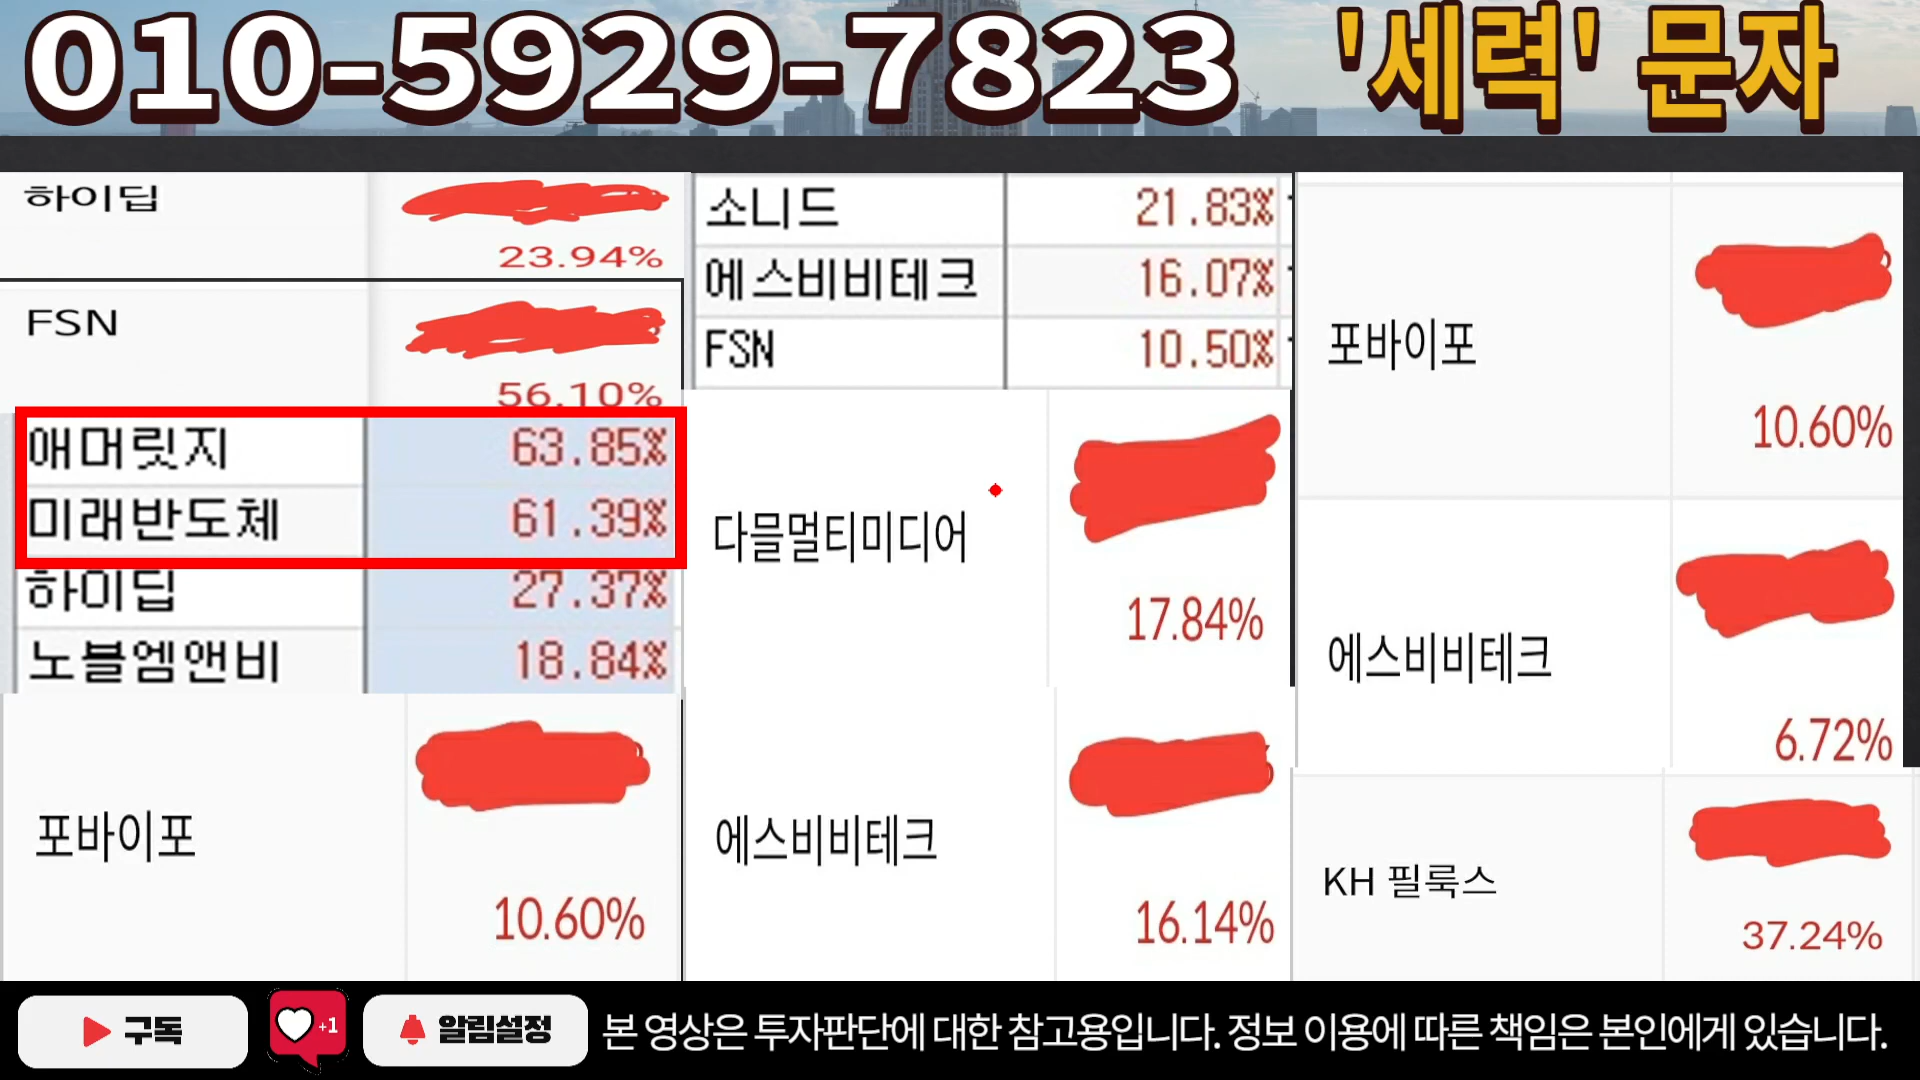 010-5929-7823 '세력' 문자
하이딥
23.94%
FSN
56.10%
애머릿지 63.85%
미래반도체 61.39%
하이딥 27.37%
노블엠앤비 18.84%
포바이포
10.60%
소니드 21.83%
에스비비테크 16.07%
FSN 10.50%
다믈멀티미디어
17.84%
에스비비테크
16.14%
포바이포
10.60%
에스비비테크
6.72%
KH 필룩스
37.24%
구독 +1 알림설정 본 영상은 투자판단에 대한 참고용입니다. 정보 이용에 따른 책임은 본인에게 있습니다.